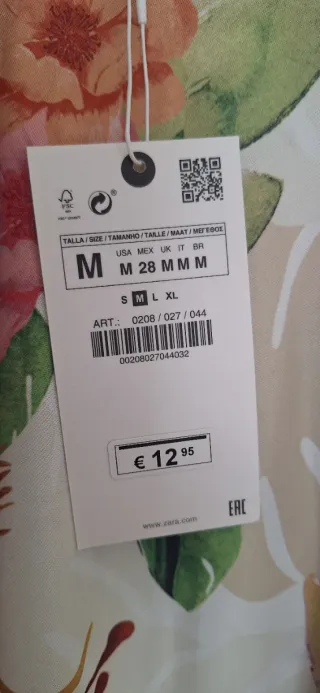 FSC
®
TALLA / SIZE / TAMANHO / TAILLE / MAAT / ΜΕΓΕΘΟΣ
USA MEX UK IT BR
M M 28 M M M
S M L XL
ART.: 0208 / 027 / 044
00208027044032
€ 12 95
EAC
www.zara.com